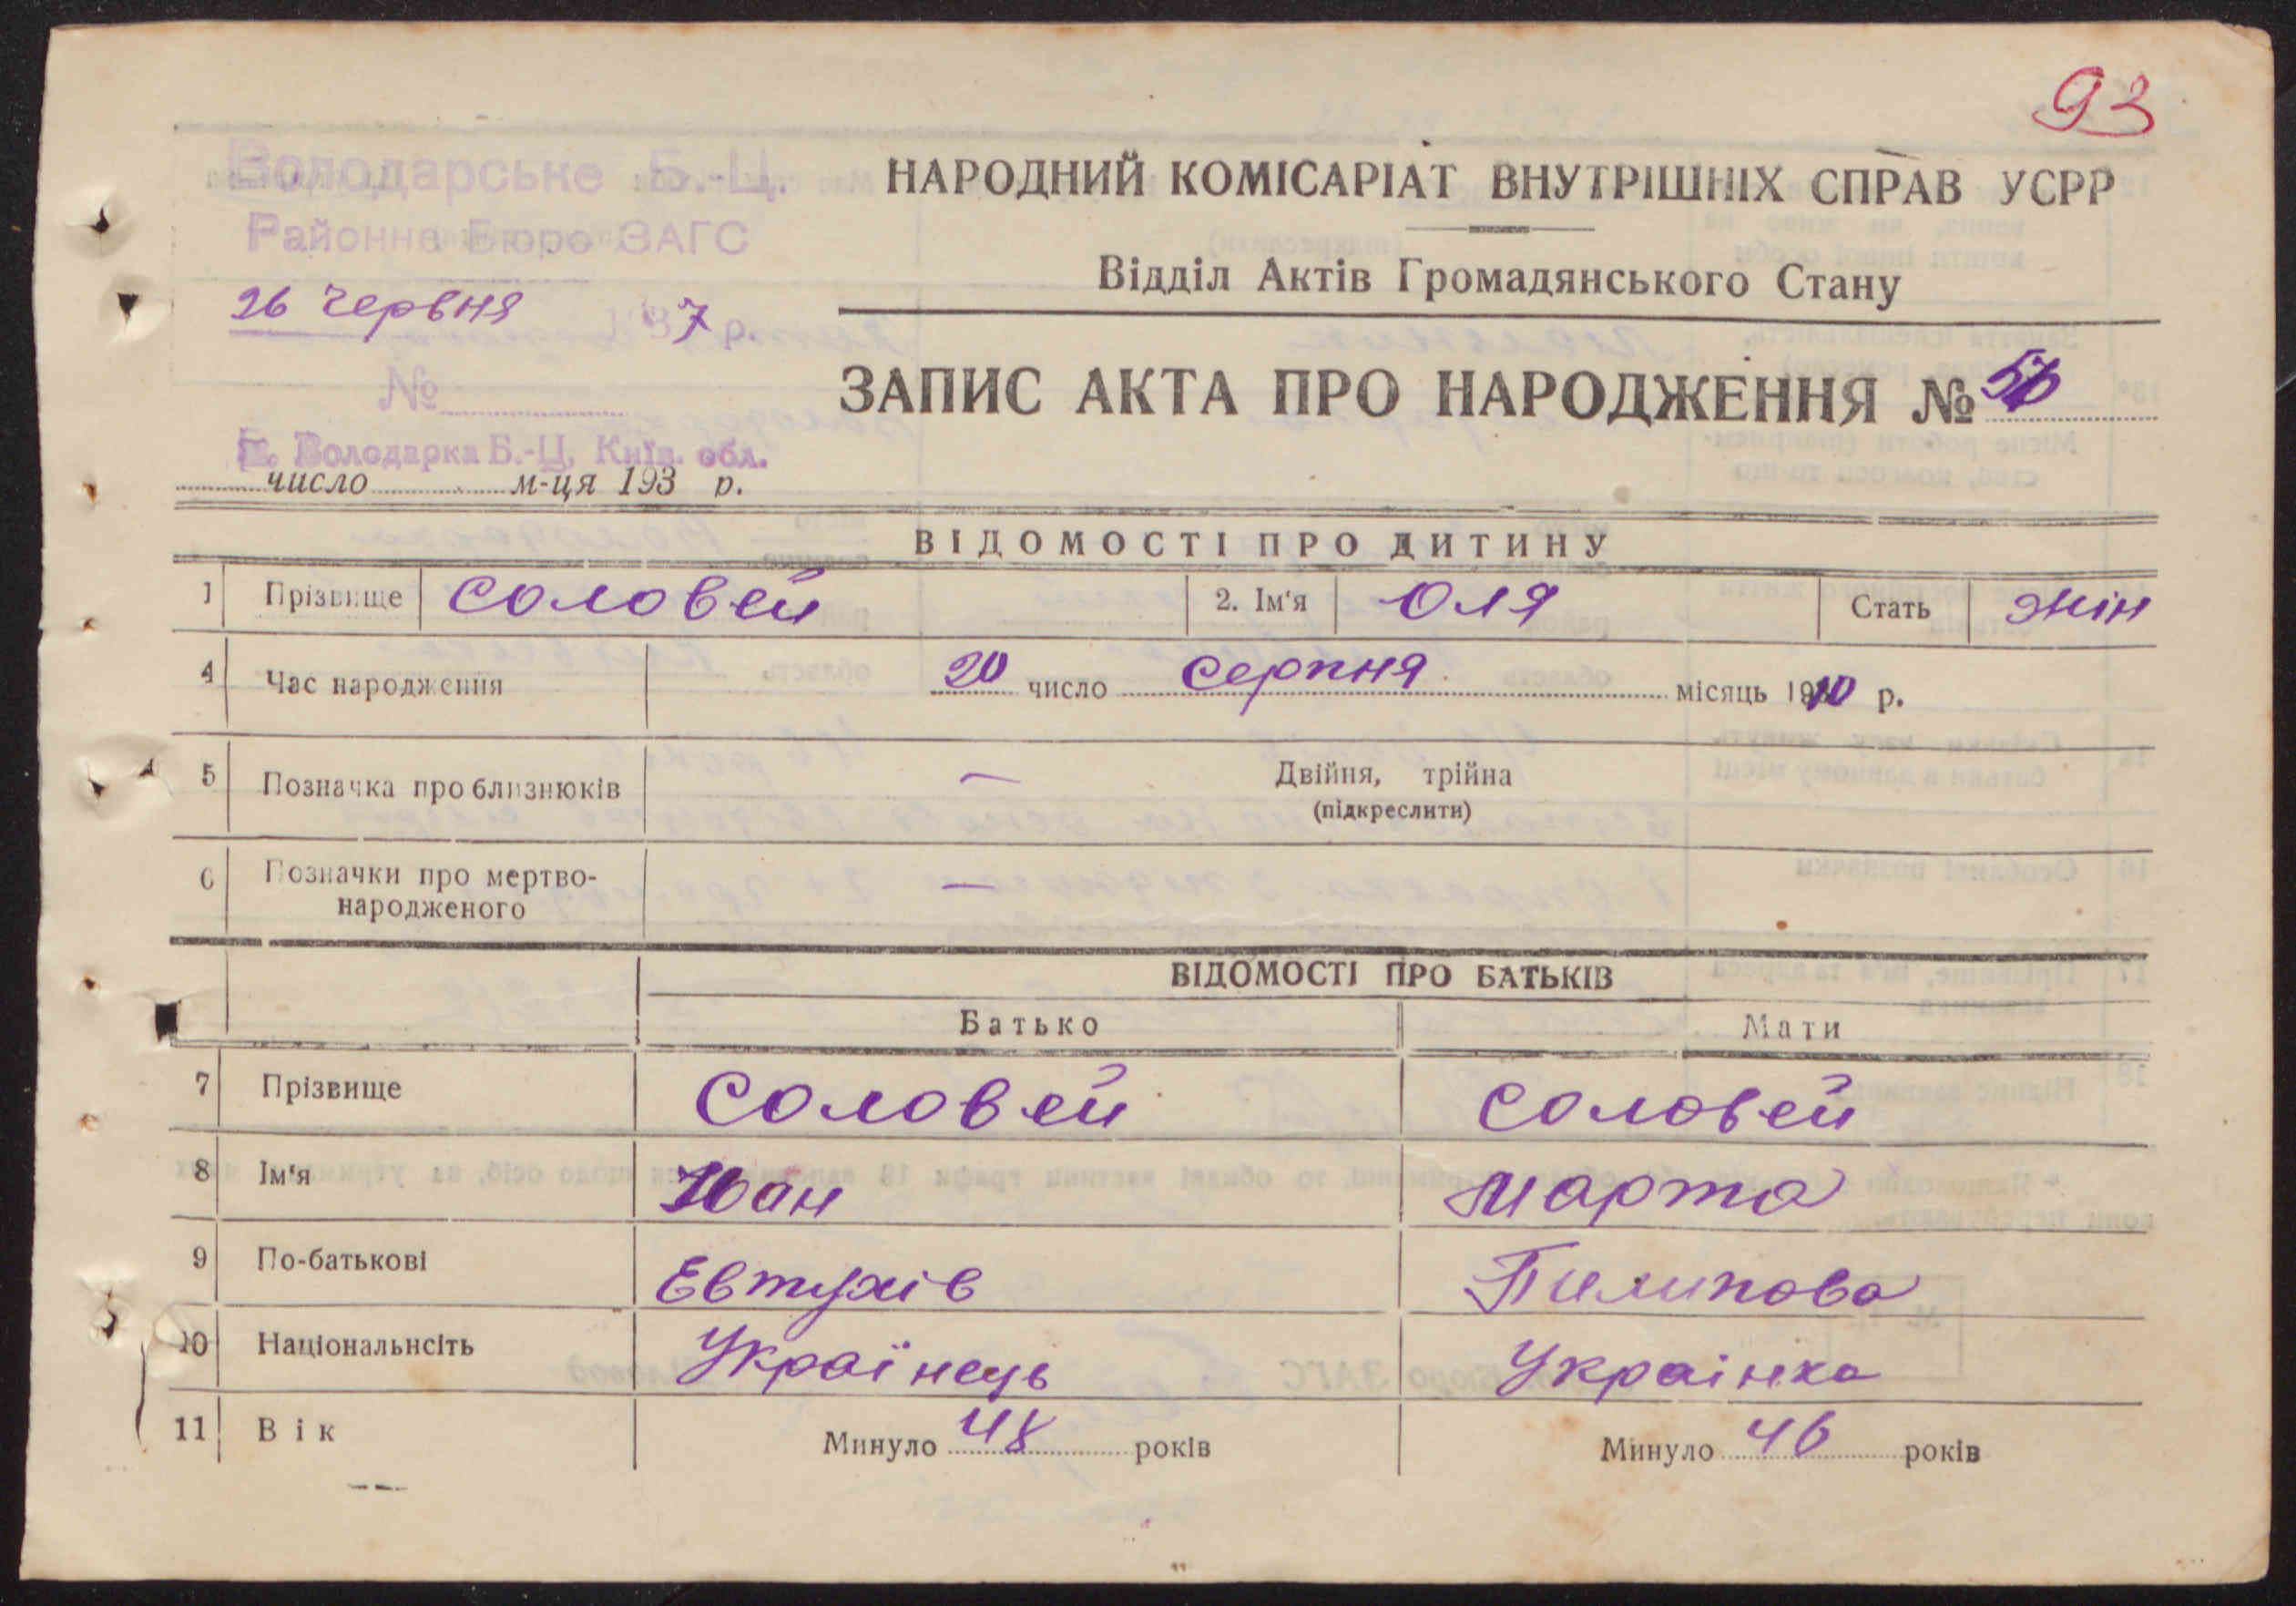 93
Володарське Б.-Ц.
Районне Бюро ЗАГС
26 червня 1937 р.
№
Володарка Б.-Ц. Київ. обл.
число м-ця 193 р.
НАРОДНИЙ КОМІСАРІАТ ВНУТРІШНІХ СПРАВ УСРР
Відділ Актів Громадянського Стану
ЗАПИС АКТА ПРО НАРОДЖЕННЯ №
ВІДОМОСТІ ПРО ДИТИНУ
1 Прізвище Соловей 2. Ім'я Оля Стать жін
4 Час народження 20 число серпня місяць 1910 р.
5 Позначка про близнюків — Двійня, трійна
(підкреслити)
6 Позначки про мертво-
народженого —
ВІДОМОСТІ ПРО БАТЬКІВ
Батько Мати
7 Прізвище Соловей Соловей
8 Ім'я Іван Марта
9 По-батькові Евтухів Пилипова
10 Національнсіть Українець Украінка
11 Вік Минуло 48 років Минуло 46 років